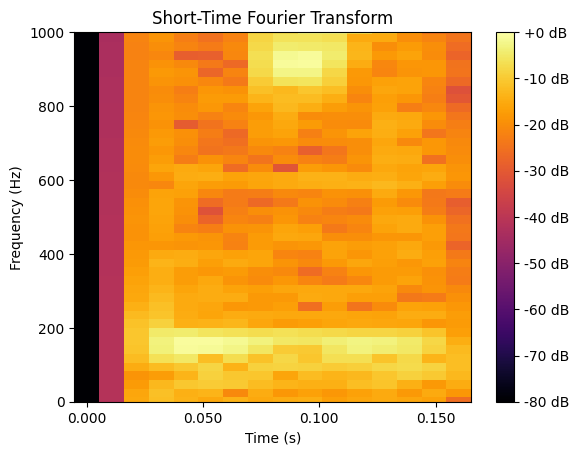 Short-Time Fourier Transform
1000
800
600
400
200
0
Frequency (Hz)
0.000
0.050
0.100
0.150
Time (s)
+0 dB
-10 dB
-20 dB
-30 dB
-40 dB
-50 dB
-60 dB
-70 dB
-80 dB